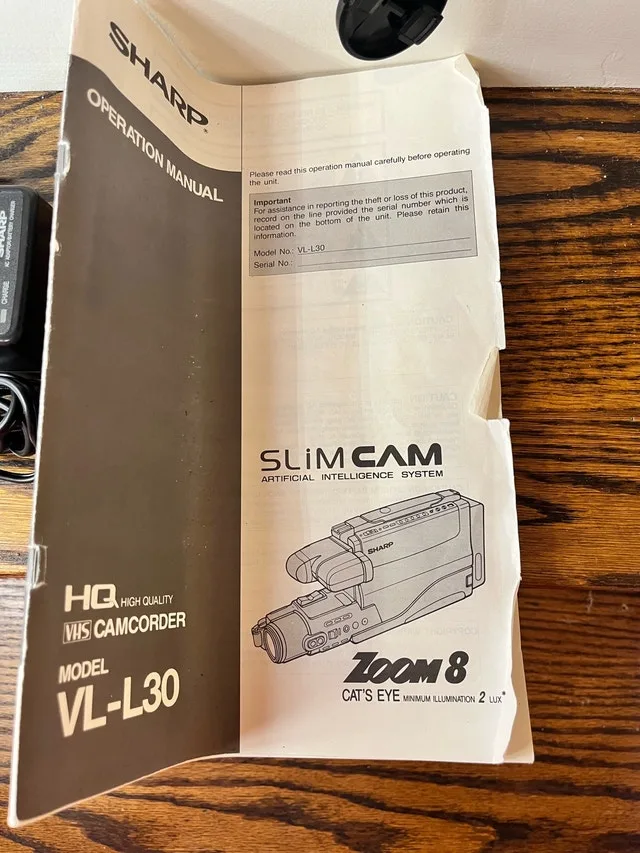 SHARP
OPERATION MANUAL
Please read this operation manual carefully before operating
the unit.
Important
For assistance in reporting the theft or loss of this product,
record on the line provided the serial number which is
located on the bottom of the unit. Please retain this
information.
Model No.: VL-L30
Serial No.:
SLiMCAM
ARTIFICIAL INTELLIGENCE SYSTEM
SHARP
HQ HIGH QUALITY
VHS CAMCORDER
MODEL
VL-L30
ZOOM 8
CAT'S EYE MINIMUM ILLUMINATION 2 LUX*
SHARP
CHARGE